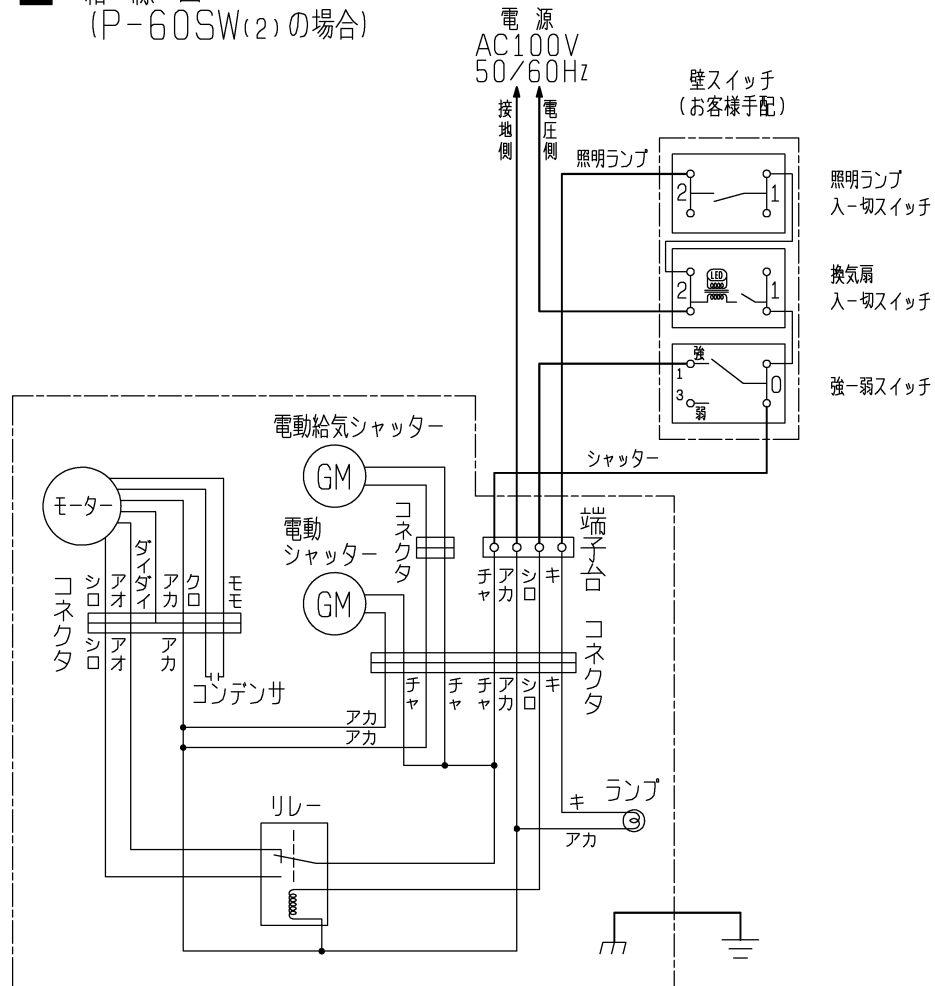 (P-60SW(2)の場合)
電源
AC100V
50/60Hz
接地側
電圧側
壁スイッチ
(お客様手配)
照明ランプ
2
1
照明ランプ
入ー切スイッチ
LED
2
1
換気扇
入ー切スイッチ
強
1
3
弱
0
強ー弱スイッチ
シャッター
電動給気シャッター
GM
モーター
電動
シャッター
GM
コネクタ
端子台
チャ
アカ
シロ
キ
コネクタ
シロ
アオ
ダイダイ
アカ
クロ
モモ
シロ
アオ
アカ
コンデンサ
コネクタ
チャ
チャ
チャ
アカ
シロ
キ
アカ
アカ
リレー
ランプ
キ
アカ